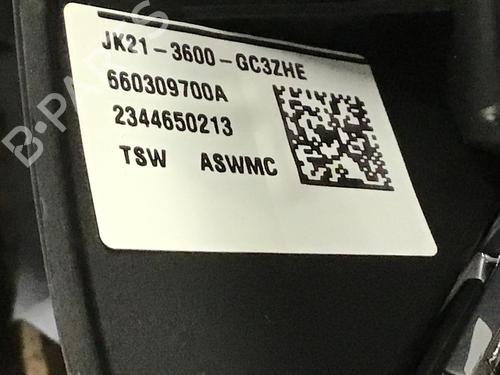 JK21-3600-GC3ZHE
660309700A
2344650213
TSW ASWMC
B-PARTS